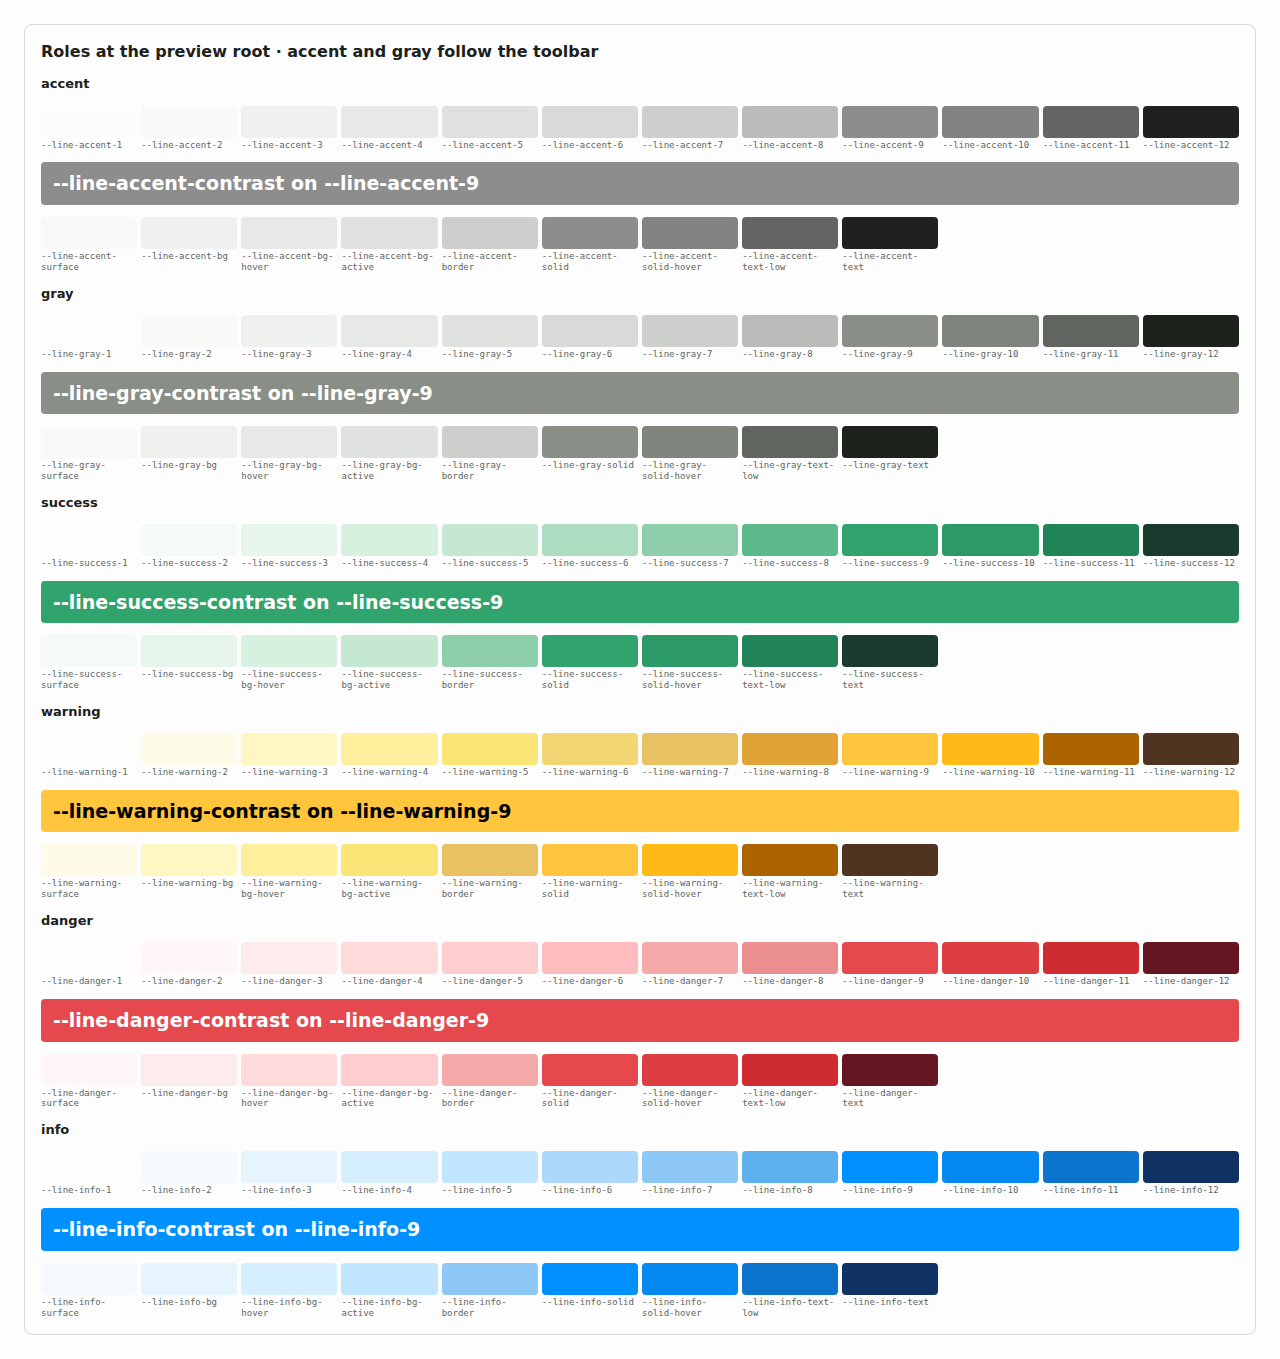 Roles at the preview root · accent and gray follow the toolbar
accent
--line-accent-1 --line-accent-2 --line-accent-3 --line-accent-4 --line-accent-5 --line-accent-6 --line-accent-7 --line-accent-8 --line-accent-9 --line-accent-10 --line-accent-11 --line-accent-12
--line-accent-contrast on --line-accent-9
--line-accent- --line-accent-bg --line-accent-bg- --line-accent-bg- --line-accent- --line-accent- --line-accent- --line-accent- --line-accent-
surface hover active border solid solid-hover text-low text
gray
--line-gray-1 --line-gray-2 --line-gray-3 --line-gray-4 --line-gray-5 --line-gray-6 --line-gray-7 --line-gray-8 --line-gray-9 --line-gray-10 --line-gray-11 --line-gray-12
--line-gray-contrast on --line-gray-9
--line-gray- --line-gray-bg --line-gray-bg- --line-gray-bg- --line-gray- --line-gray-solid --line-gray- --line-gray-text- --line-gray-text
surface hover active border solid-hover low
success
--line-success-1 --line-success-2 --line-success-3 --line-success-4 --line-success-5 --line-success-6 --line-success-7 --line-success-8 --line-success-9 --line-success-10 --line-success-11 --line-success-12
--line-success-contrast on --line-success-9
--line-success- --line-success-bg --line-success- --line-success- --line-success- --line-success- --line-success- --line-success- --line-success-
surface bg-hover bg-active border solid solid-hover text-low text
warning
--line-warning-1 --line-warning-2 --line-warning-3 --line-warning-4 --line-warning-5 --line-warning-6 --line-warning-7 --line-warning-8 --line-warning-9 --line-warning-10 --line-warning-11 --line-warning-12
--line-warning-contrast on --line-warning-9
--line-warning- --line-warning-bg --line-warning- --line-warning- --line-warning- --line-warning- --line-warning- --line-warning- --line-warning-
surface bg-hover bg-active border solid solid-hover text-low text
danger
--line-danger-1 --line-danger-2 --line-danger-3 --line-danger-4 --line-danger-5 --line-danger-6 --line-danger-7 --line-danger-8 --line-danger-9 --line-danger-10 --line-danger-11 --line-danger-12
--line-danger-contrast on --line-danger-9
--line-danger- --line-danger-bg --line-danger-bg- --line-danger-bg- --line-danger- --line-danger- --line-danger- --line-danger- --line-danger-
surface hover active border solid solid-hover text-low text
info
--line-info-1 --line-info-2 --line-info-3 --line-info-4 --line-info-5 --line-info-6 --line-info-7 --line-info-8 --line-info-9 --line-info-10 --line-info-11 --line-info-12
--line-info-contrast on --line-info-9
--line-info- --line-info-bg --line-info-bg- --line-info-bg- --line-info- --line-info-solid --line-info- --line-info-text- --line-info-text
surface hover active border solid-hover low